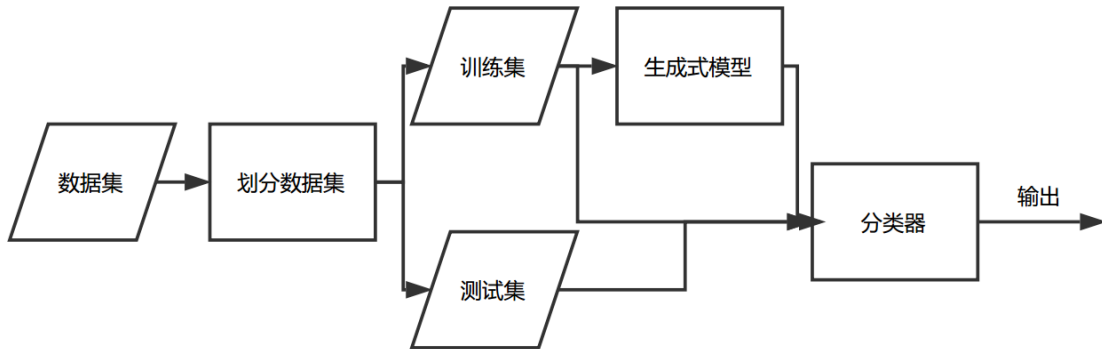 数据集
划分数据集
训练集
测试集
生成式模型
分类器
输出